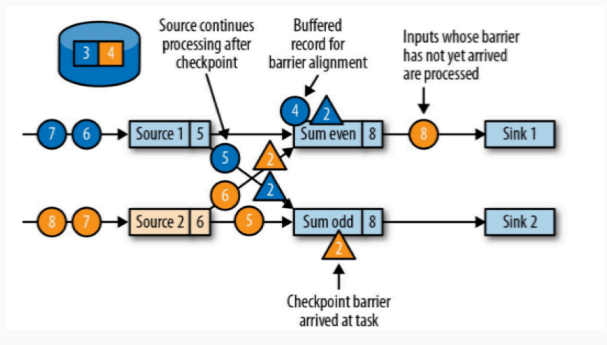 Source continues
processing after
checkpoint
Buffered
record for
barrier alignment
Inputs whose barrier
has not yet arrived
are processed
3 4
4 2
7 6 Source 1 5 Sum even 8 8 Sink 1
5 2
6 2
8 7 Source 2 6 5 Sum odd 8 Sink 2
2
Checkpoint barrier
arrived at task